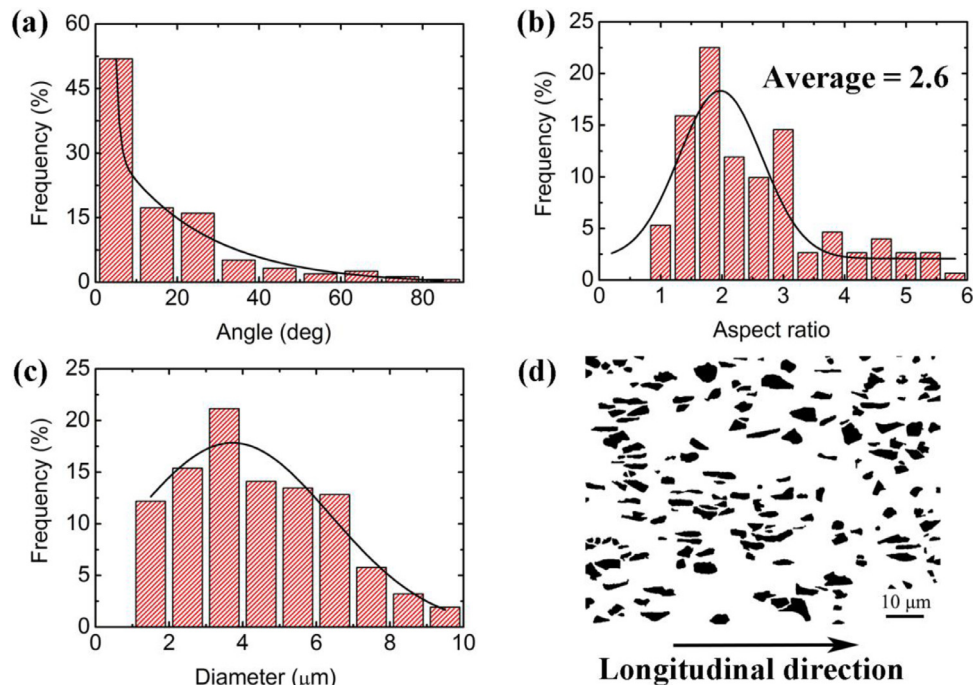 (a)
60
45
30
15
0
Frequency (%)
0 20 40 60 80
Angle (deg)
(b)
25
20
15
10
5
0
Frequency (%)
Average = 2.6
0 1 2 3 4 5 6
Aspect ratio
(c)
25
20
15
10
5
0
Frequency (%)
0 2 4 6 8 10
Diameter (μm)
(d)
10 μm
Longitudinal direction